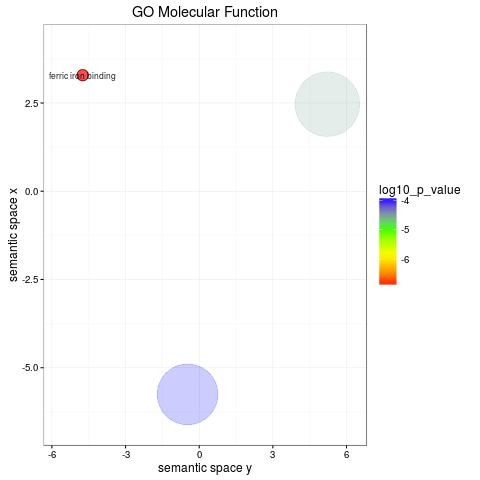 GO Molecular Function
ferric iron binding
2.5
0.0
-2.5
-5.0
semantic space x
-6 -3 0 3 6
semantic space y
log10_p_value
-4
-5
-6